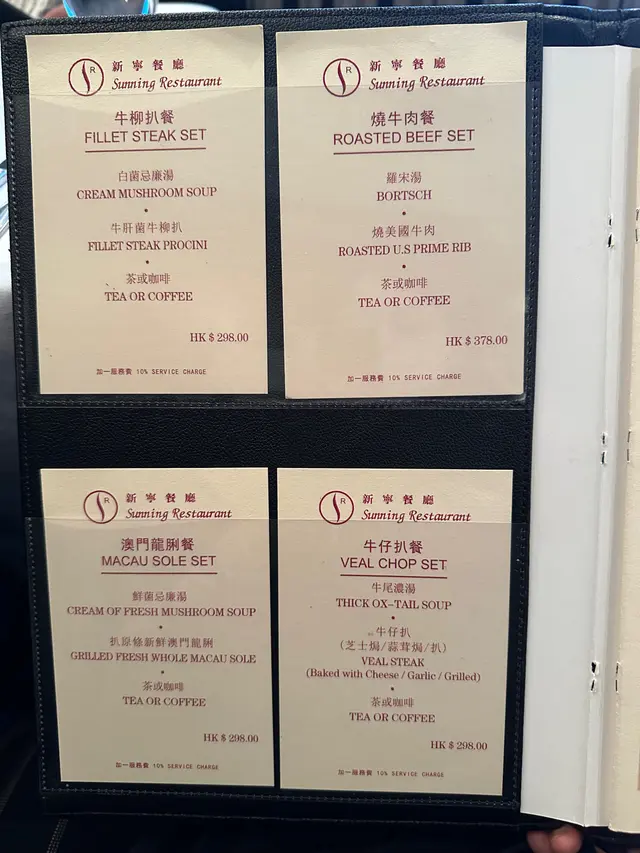 R
新寧餐廳
Sunning Restaurant
牛柳扒餐
FILLET STEAK SET
白菌忌廉湯
CREAM MUSHROOM SOUP
•
牛肝菌牛柳扒
FILLET STEAK PROCINI
•
茶或咖啡
TEA OR COFFEE
HK $ 298.00
加一服務費 10% SERVICE CHARGE
R
新寧餐廳
Sunning Restaurant
燒牛肉餐
ROASTED BEEF SET
羅宋湯
BORTSCH
•
燒美國牛肉
ROASTED U.S PRIME RIB
•
茶或咖啡
TEA OR COFFEE
HK $ 378.00
加一服務費 10% SERVICE CHARGE
R
新寧餐廳
Sunning Restaurant
澳門龍脷餐
MACAU SOLE SET
鮮菌忌廉湯
CREAM OF FRESH MUSHROOM SOUP
•
扒原條新鮮澳門龍脷
GRILLED FRESH WHOLE MACAU SOLE
•
茶或咖啡
TEA OR COFFEE
HK $ 298.00
加一服務費 10% SERVICE CHARGE
R
新寧餐廳
Sunning Restaurant
牛仔扒餐
VEAL CHOP SET
牛尾濃湯
THICK OX-TAIL SOUP
•
牛仔扒
(芝士焗/蒜茸焗/扒)
VEAL STEAK
(Baked with Cheese / Garlic / Grilled)
•
茶或咖啡
TEA OR COFFEE
HK $ 298.00
加一服務費 10% SERVICE CHARGE